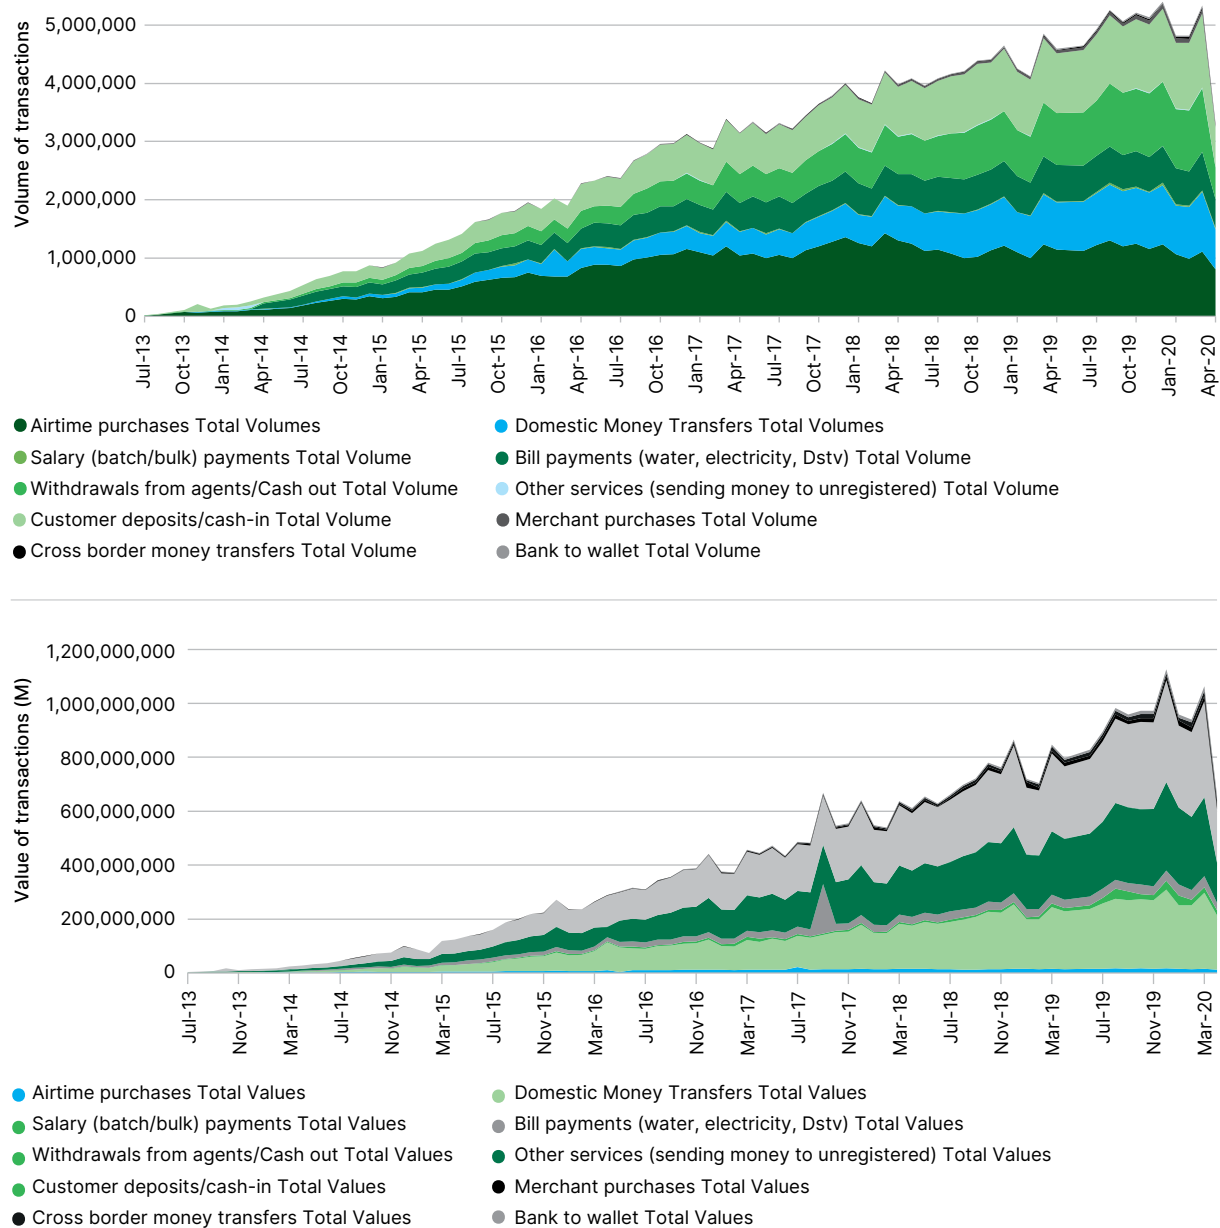 Volume of transactions
5,000,000
4,000,000
3,000,000
2,000,000
1,000,000
0
Jul-13 Oct-13 Jan-14 Apr-14 Jul-14 Oct-14 Jan-15 Apr-15 Jul-15 Oct-15 Jan-16 Apr-16 Jul-16 Oct-16 Jan-17 Apr-17 Jul-17 Oct-17 Jan-18 Apr-18 Jul-18 Oct-18 Jan-19 Apr-19 Jul-19 Oct-19 Jan-20 Apr-20
Airtime purchases Total Volumes
Domestic Money Transfers Total Volumes
Salary (batch/bulk) payments Total Volume
Bill payments (water, electricity, Dstv) Total Volume
Withdrawals from agents/Cash out Total Volume
Other services (sending money to unregistered) Total Volume
Customer deposits/cash-in Total Volume
Merchant purchases Total Volume
Cross border money transfers Total Volume
Bank to wallet Total Volume
Value of transactions (M)
1,200,000,000
1,000,000,000
800,000,000
600,000,000
400,000,000
200,000,000
0
Jul-13 Nov-13 Mar-14 Jul-14 Nov-14 Mar-15 Jul-15 Nov-15 Mar-16 Jul-16 Nov-16 Mar-17 Jul-17 Nov-17 Mar-18 Jul-18 Nov-18 Mar-19 Jul-19 Nov-19 Mar-20
Airtime purchases Total Values
Domestic Money Transfers Total Values
Salary (batch/bulk) payments Total Values
Bill payments (water, electricity, Dstv) Total Values
Withdrawals from agents/Cash out Total Values
Other services (sending money to unregistered) Total Values
Customer deposits/cash-in Total Values
Merchant purchases Total Values
Cross border money transfers Total Values
Bank to wallet Total Values